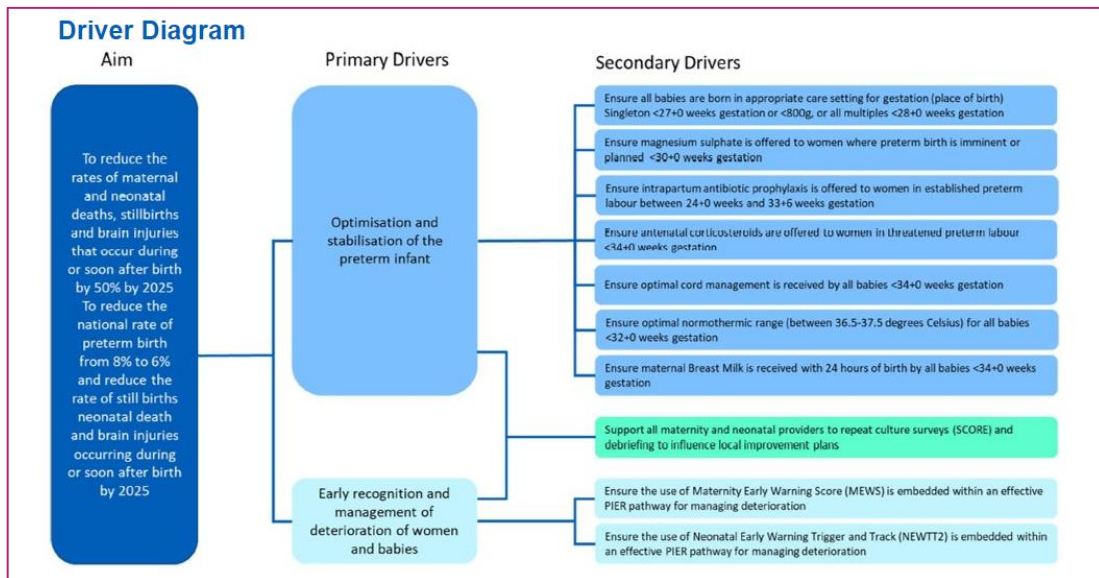 Driver Diagram
Aim
Primary Drivers
Secondary Drivers
To reduce the
rates of maternal
and neonatal
deaths, stillbirths
and brain injuries
that occur during
or soon after birth
by 50% by 2025
To reduce the
national rate of
preterm birth
from 8% to 6%
and reduce the
rate of still births
neonatal death
and brain injuries
occurring during
or soon after birth
by 2025
Optimisation and
stabilisation of the
preterm infant
Early recognition and
management of
deterioration of women
and babies
Ensure all babies are born in appropriate care setting for gestation (place of birth)
Singleton <27+0 weeks gestation or <800g, or all multiples <28+0 weeks gestation
Ensure magnesium sulphate is offered to women where preterm birth is imminent or
planned <30+0 weeks gestation
Ensure intrapartum antibiotic prophylaxis is offered to women in established preterm
labour between 24+0 weeks and 33+6 weeks gestation
Ensure antenatal corticosteroids are offered to women in threatened preterm labour
<34+0 weeks gestation
Ensure optimal cord management is received by all babies <34+0 weeks gestation
Ensure optimal normothermic range (between 36.5-37.5 degrees Celsius) for all babies
<32+0 weeks gestation
Ensure maternal Breast Milk is received with 24 hours of birth by all babies <34+0 weeks
gestation
Support all maternity and neonatal providers to repeat culture surveys (SCORE) and
debriefing to influence local improvement plans
Ensure the use of Maternity Early Warning Score (MEWS) is embedded within an effective
PIER pathway for managing deterioration
Ensure the use of Neonatal Early Warning Trigger and Track (NEWTT2) is embedded within
an effective PIER pathway for managing deterioration